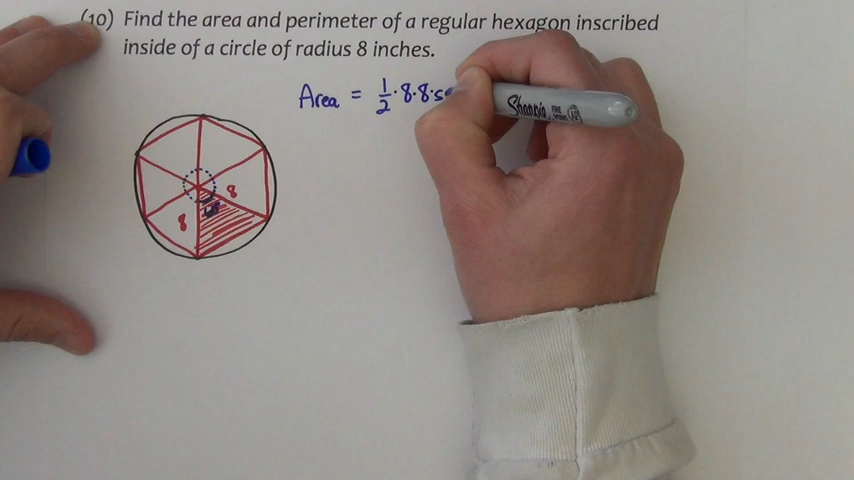 (10) Find the area and perimeter of a regular hexagon inscribed
inside of a circle of radius 8 inches.
Area = 1/2 · 8 · 8 · s
Sharpie
FINE
8
8